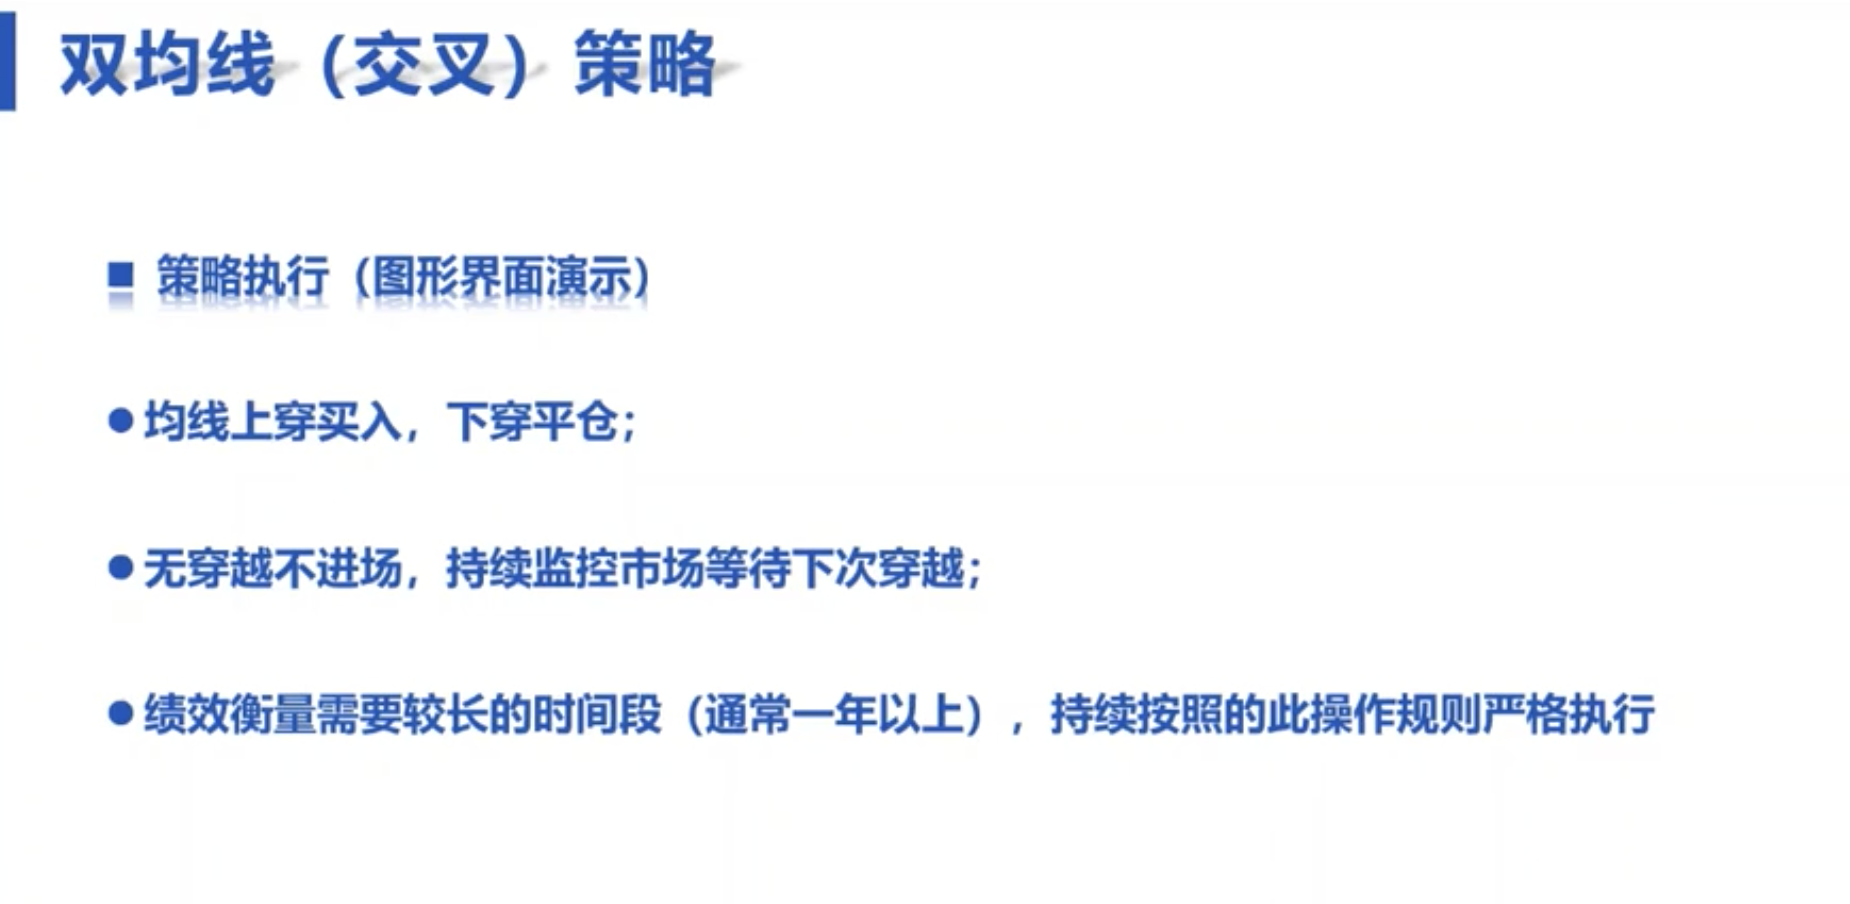 双均线（交叉）策略
策略执行（图形界面演示）
均线上穿买入，下穿平仓；
无穿越不进场，持续监控市场等待下次穿越；
绩效衡量需要较长的时间段（通常一年以上），持续按照的此操作规则严格执行